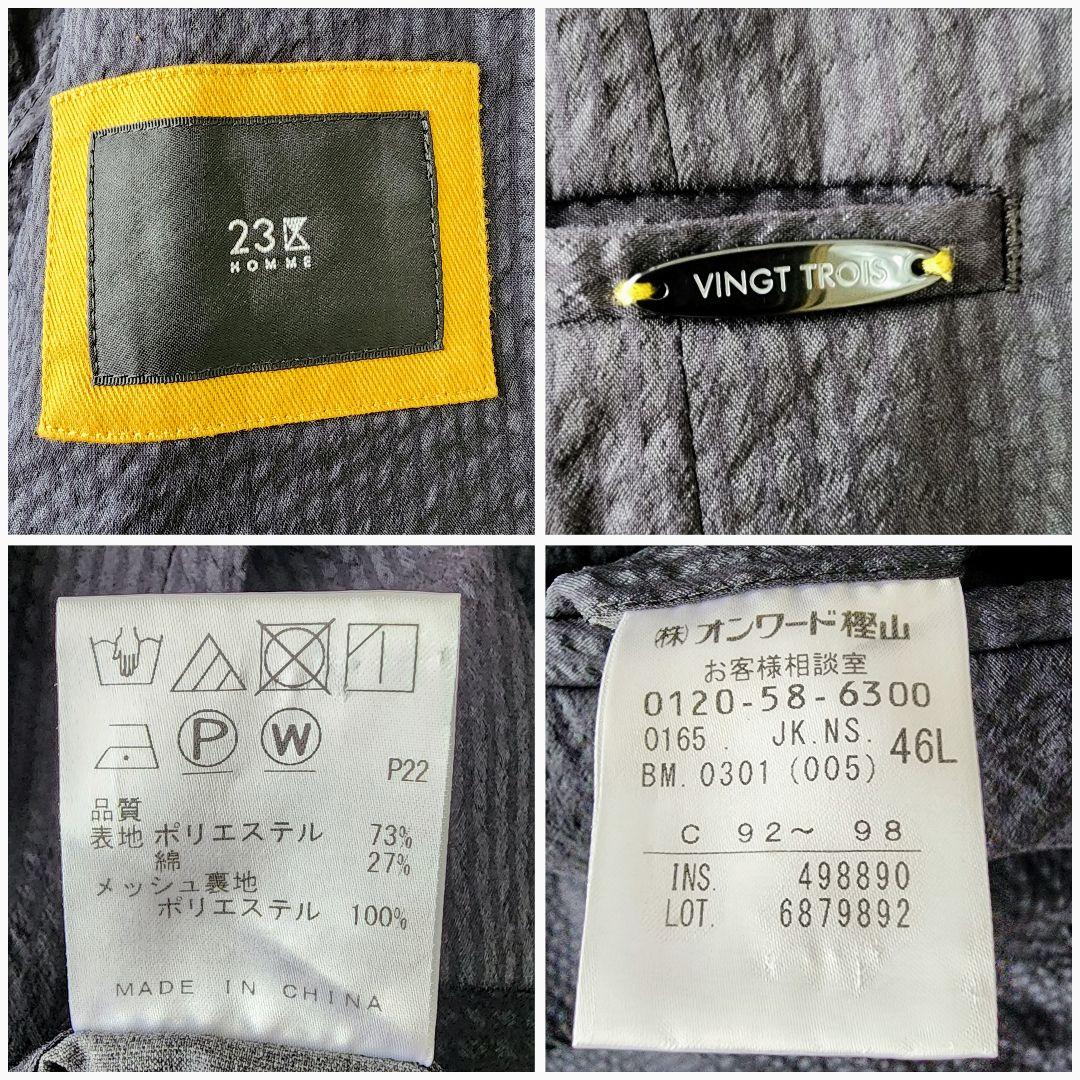 23
HOMME
VINGT TROIS
P
W
P22
品質
表地 ポリエステル 73%
綿 27%
メッシュ裏地
ポリエステル 100%
MADE IN CHINA
㈱オンワード樫山
お客様相談室
0120-58-6300
0165 . JK.NS. 46L
BM. 0301 (005)
C 92～ 98
INS. 498890
LOT. 6879892